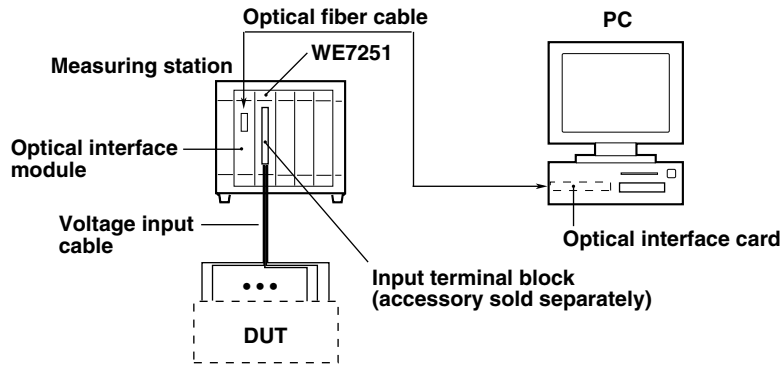 Optical fiber cable
PC
WE7251
Measuring station
Optical interface
module
Voltage input
cable
Optical interface card
Input terminal block
(accessory sold separately)
DUT